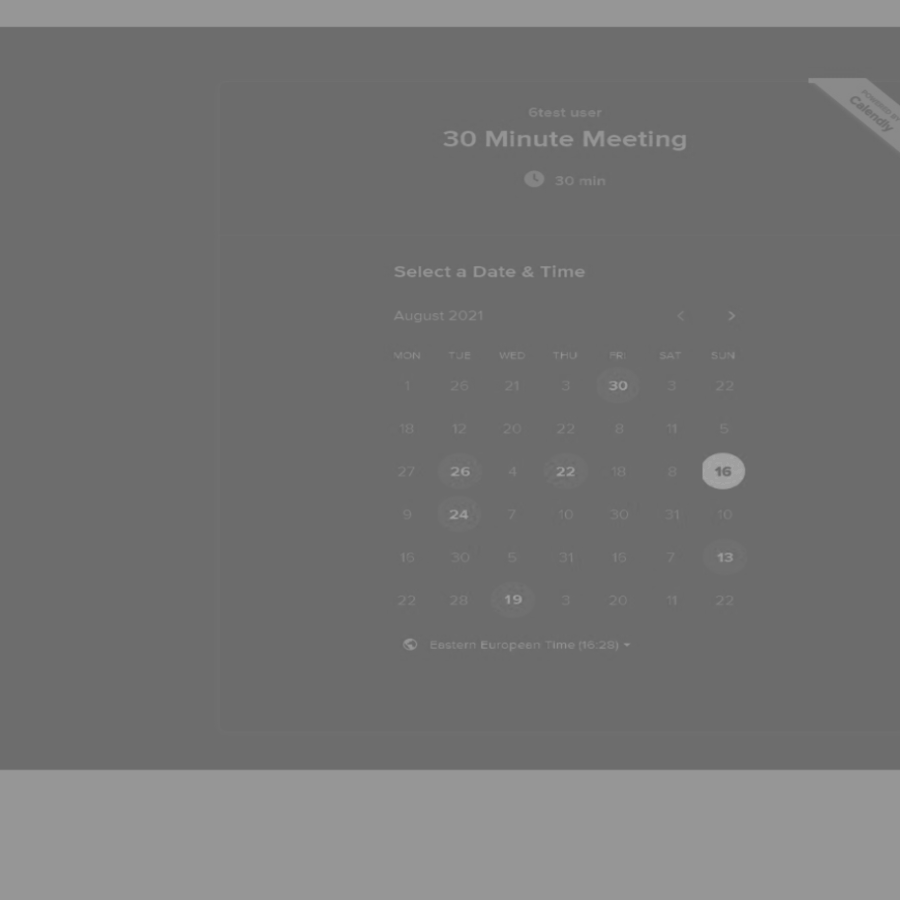 POWERED BY
Calendly
6test user
30 Minute Meeting
30 min
Select a Date & Time
August 2021
MON TUE WED THU FRI SAT SUN
1 26 21 3 30 3 22
18 12 20 22 8 11 5
27 26 4 22 18 8 16
9 24 7 10 30 31 10
15 30 5 31 15 7 13
22 28 19 3 20 11 22
Eastern European Time (16:29)